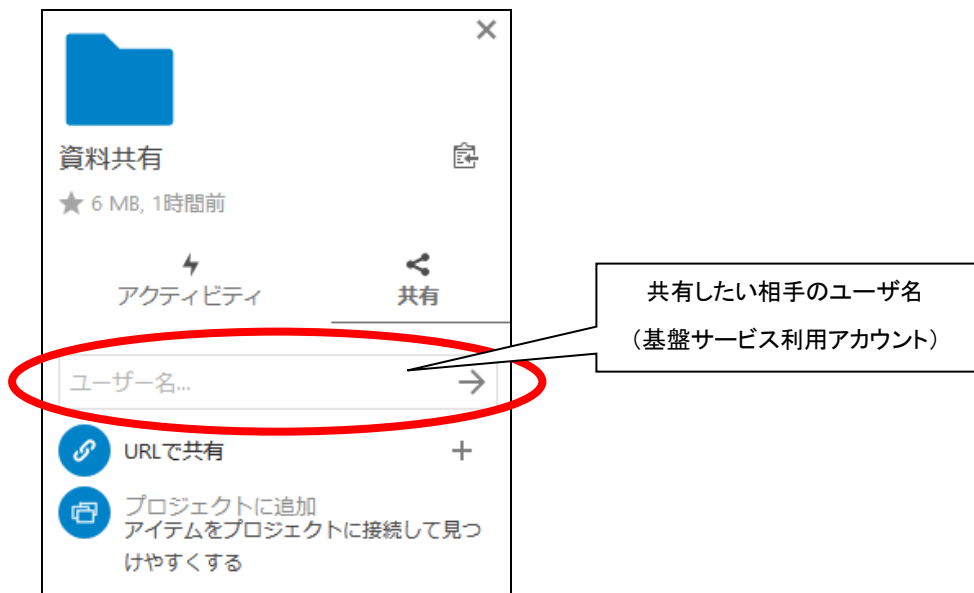 資料共有
★ 6 MB, 1時間前
アクティビティ
共有
ユーザー名...
URLで共有
プロジェクトに追加
アイテムをプロジェクトに接続して見つ
けやすくする
共有したい相手のユーザ名
（基盤サービス利用アカウント）